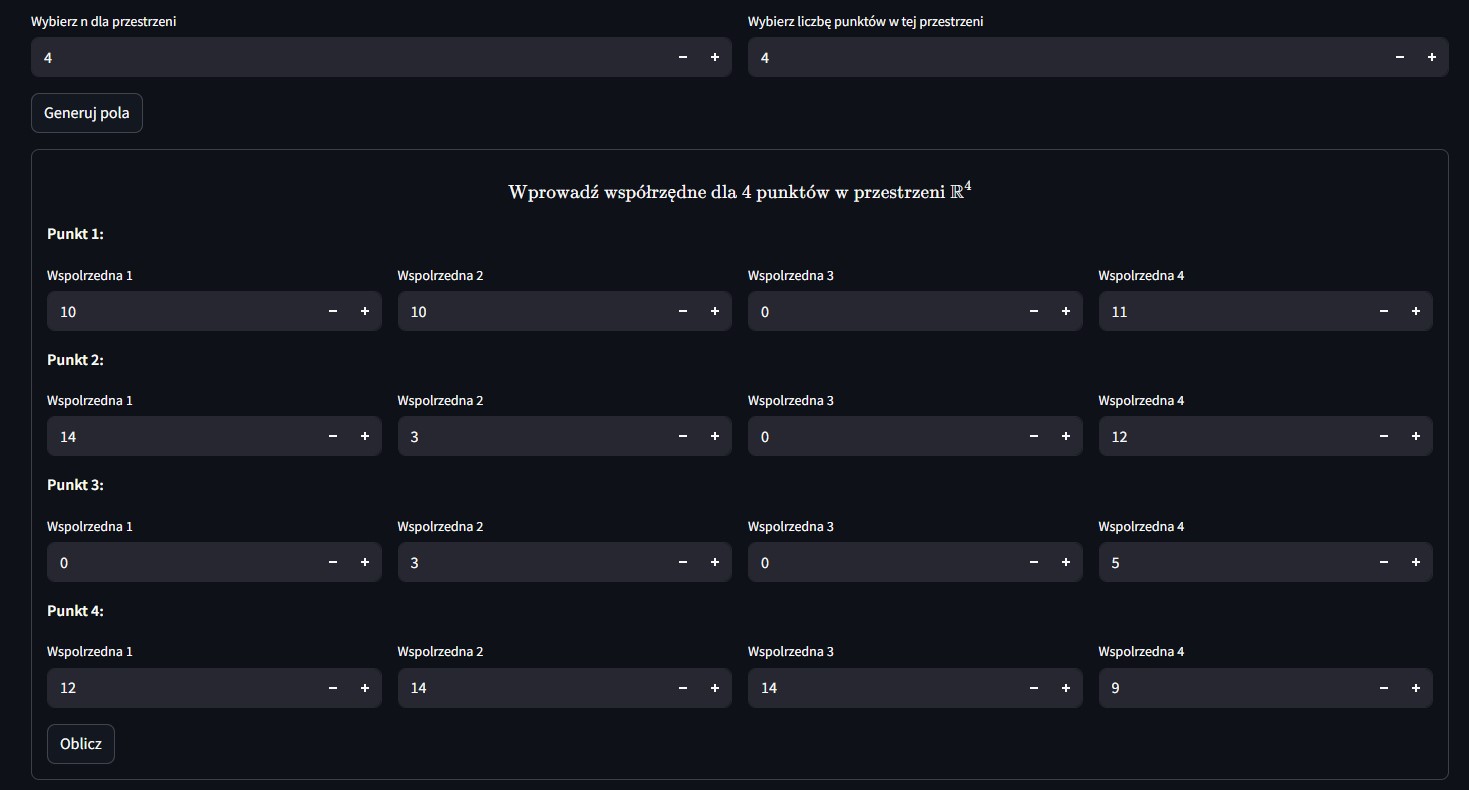 Wybierz n dla przestrzeni Wybierz liczbę punktów w tej przestrzeni
4 − + 4 − +
Generuj pola
Wprowadź współrzędne dla 4 punktów w przestrzeni ℝ⁴
Punkt 1:
Wspolrzedna 1 Wspolrzedna 2 Wspolrzedna 3 Wspolrzedna 4
10 − + 10 − + 0 − + 11 − +
Punkt 2:
Wspolrzedna 1 Wspolrzedna 2 Wspolrzedna 3 Wspolrzedna 4
14 − + 3 − + 0 − + 12 − +
Punkt 3:
Wspolrzedna 1 Wspolrzedna 2 Wspolrzedna 3 Wspolrzedna 4
0 − + 3 − + 0 − + 5 − +
Punkt 4:
Wspolrzedna 1 Wspolrzedna 2 Wspolrzedna 3 Wspolrzedna 4
12 − + 14 − + 14 − + 9 − +
Oblicz